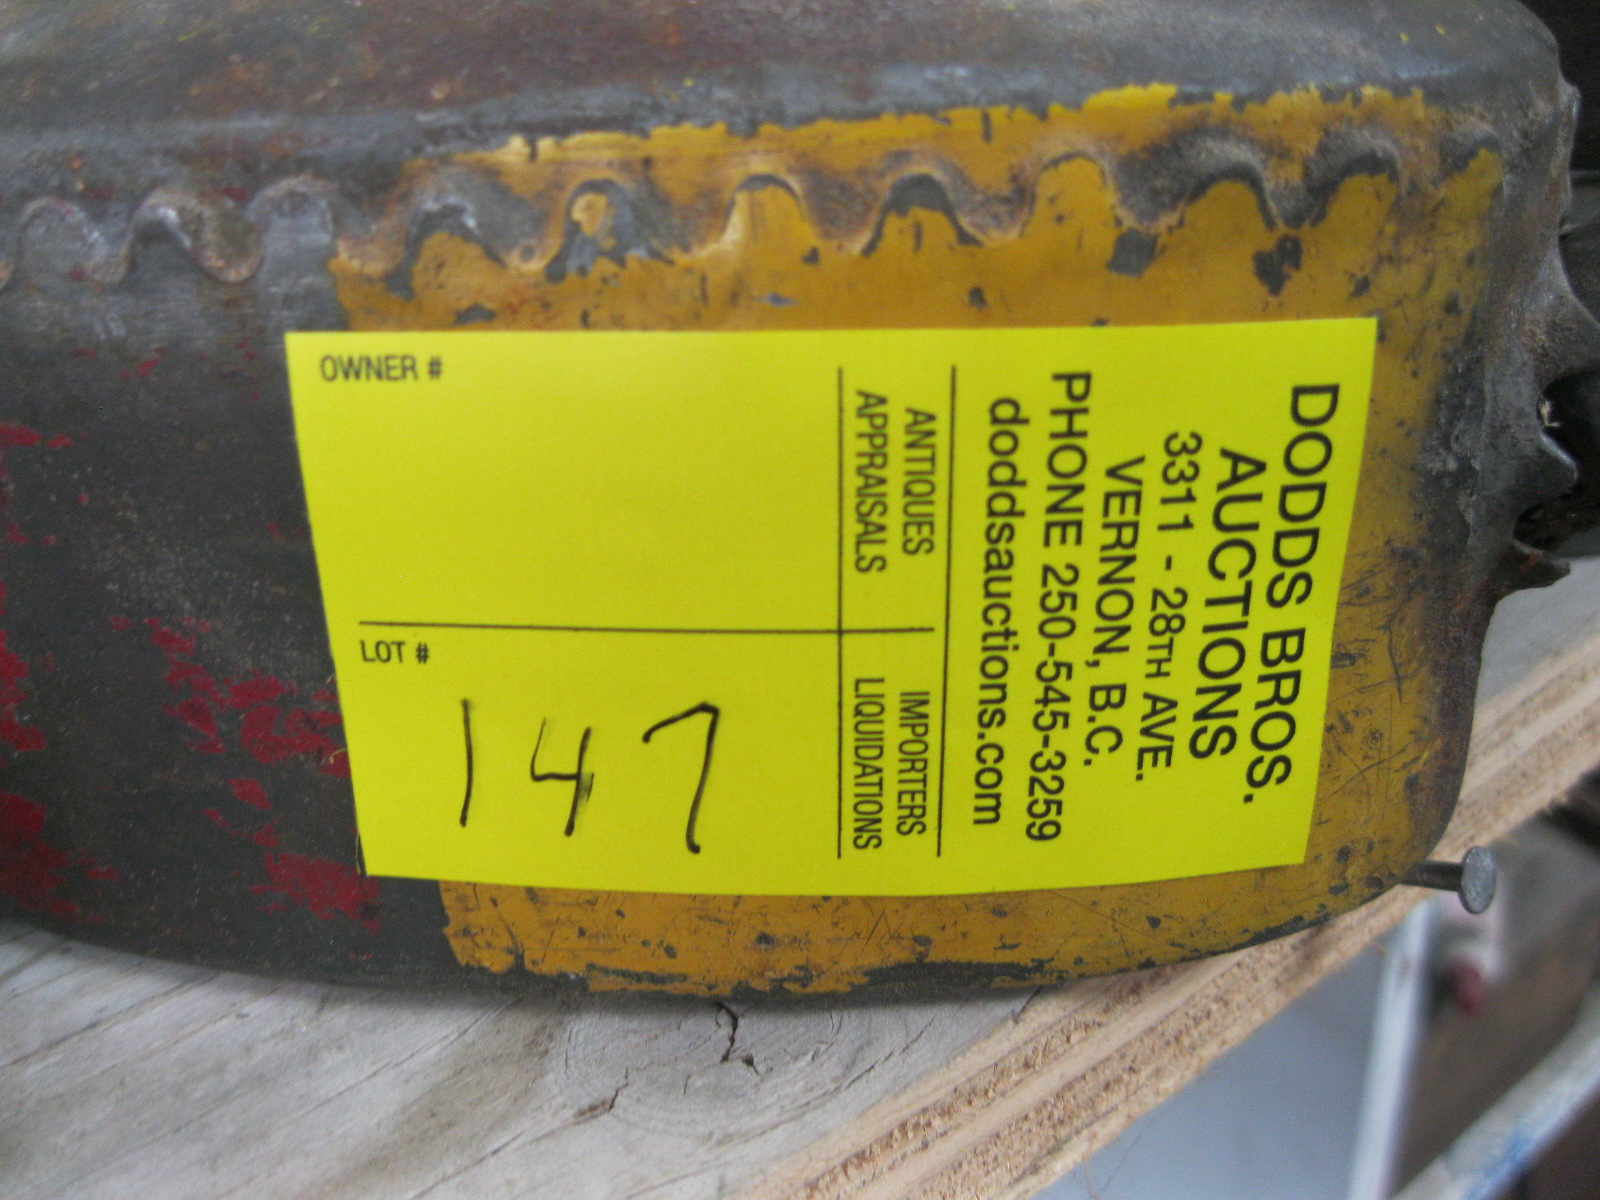 DODDS BROS.
AUCTIONS
3311 - 28TH AVE.
VERNON, B.C.
PHONE 250-545-3259
doddsauctions.com
ANTIQUES
APPRAISALS
IMPORTERS
LIQUIDATIONS
OWNER #
LOT #
147